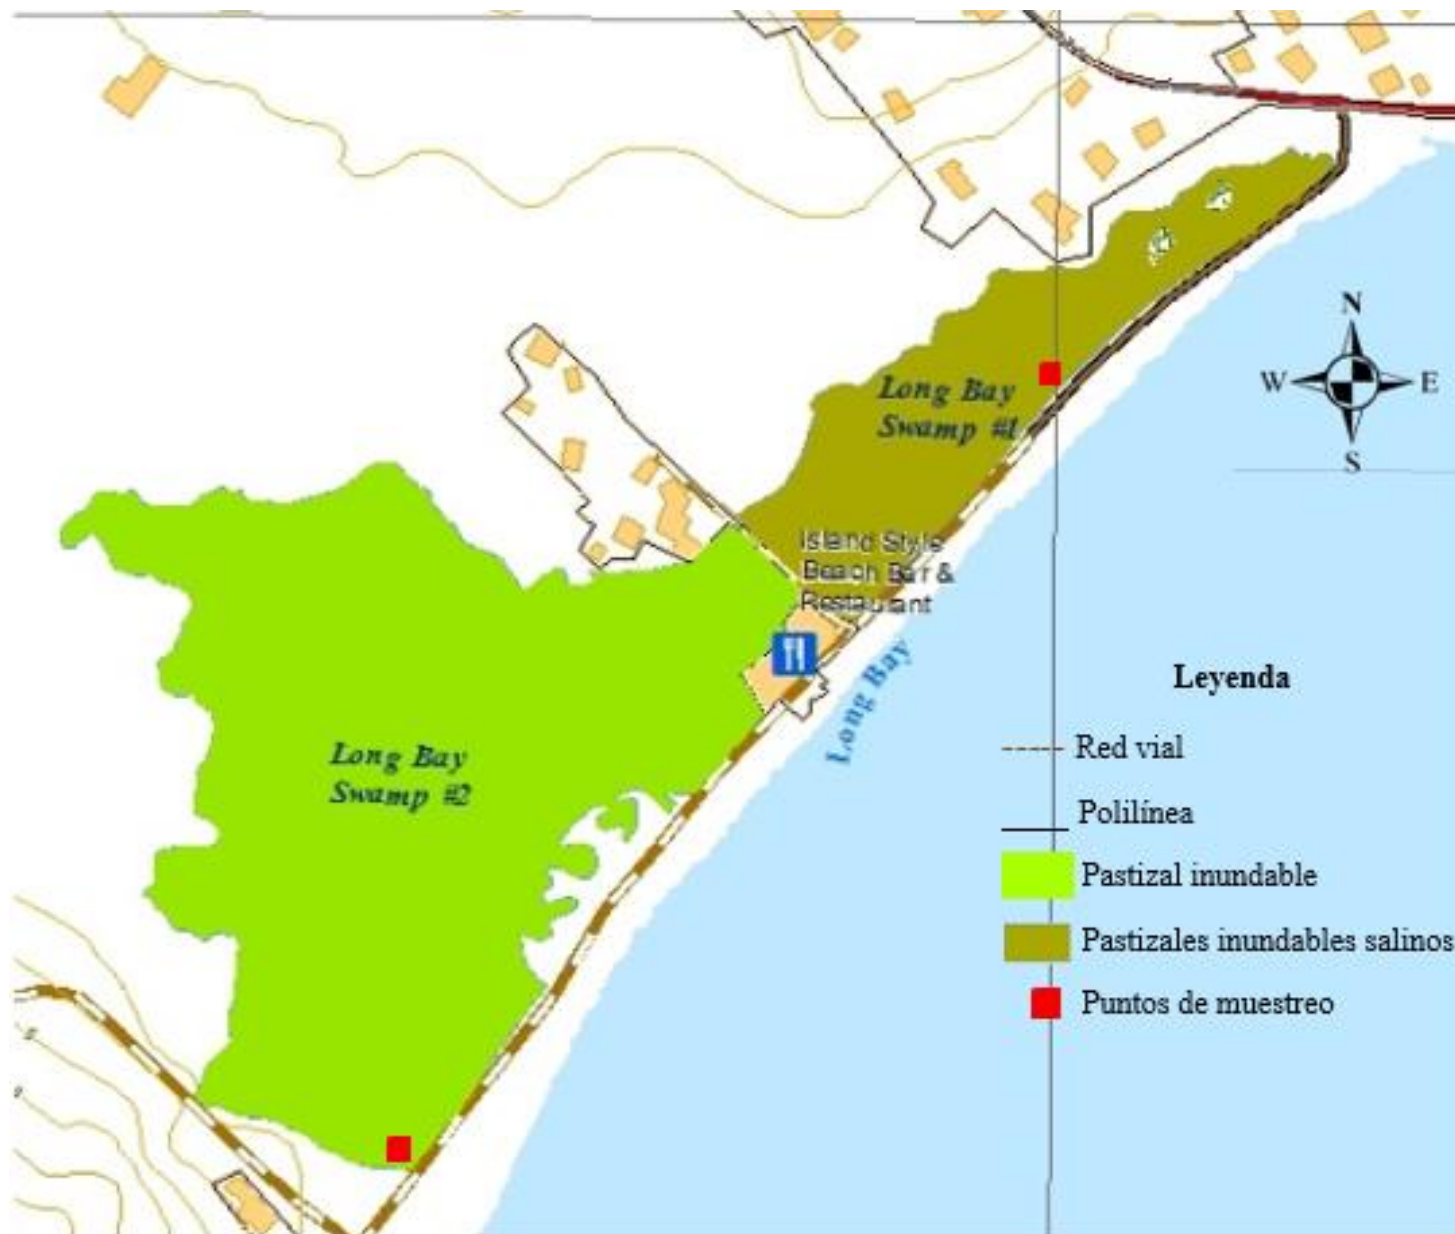 N
W E
S
Long Bay
Swamp #1
Island Style
Beach Bar &
Restaurant
Long Bay
Long Bay
Swamp #2
Leyenda
Red vial
Polilínea
Pastizal inundable
Pastizales inundables salinos
Puntos de muestreo